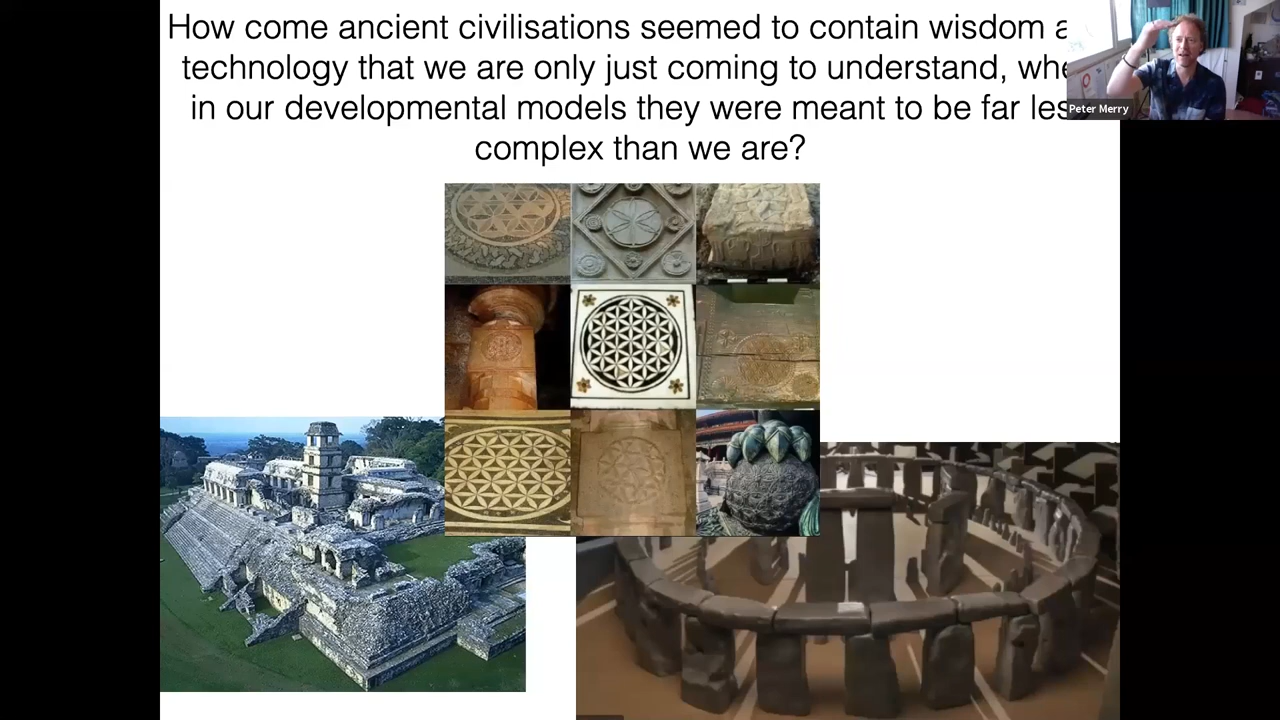 How come ancient civilisations seemed to contain wisdom
technology that we are only just coming to understand,
in our developmental models they were meant to be far
complex than we are?
Peter Merry